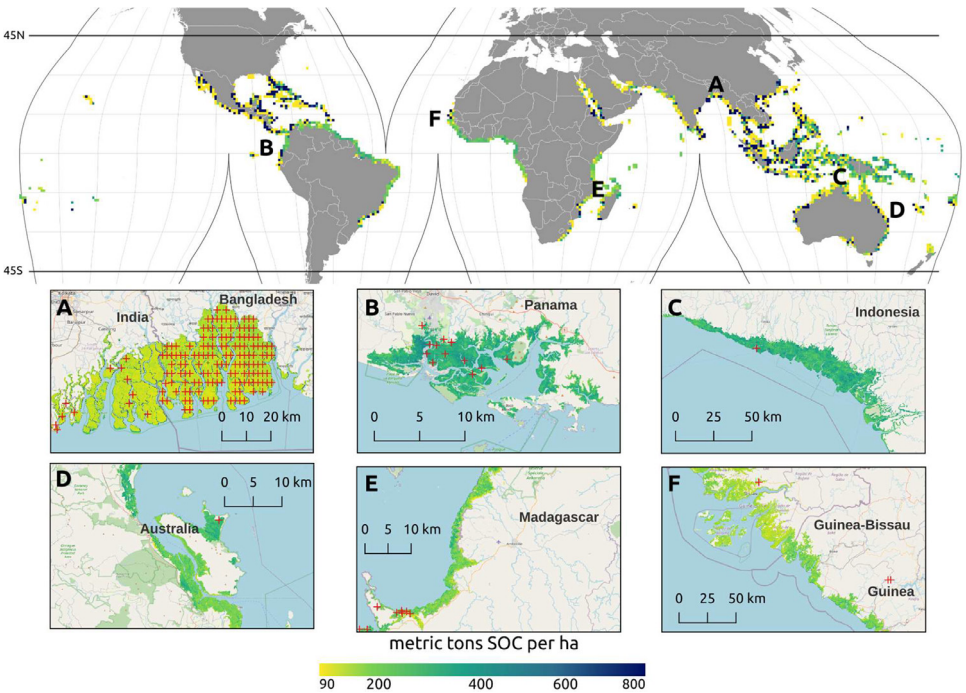 45N
A
F
B
C
E
D
45S
A
India
Bangladesh
0 10 20 km
B
Panama
0 5 10 km
C
Indonesia
0 25 50 km
D
0 5 10 km
Australia
E
0 5 10 km
Madagascar
F
Guinea-Bissau
0 25 50 km
Guinea
metric tons SOC per ha
90 200 400 600 800